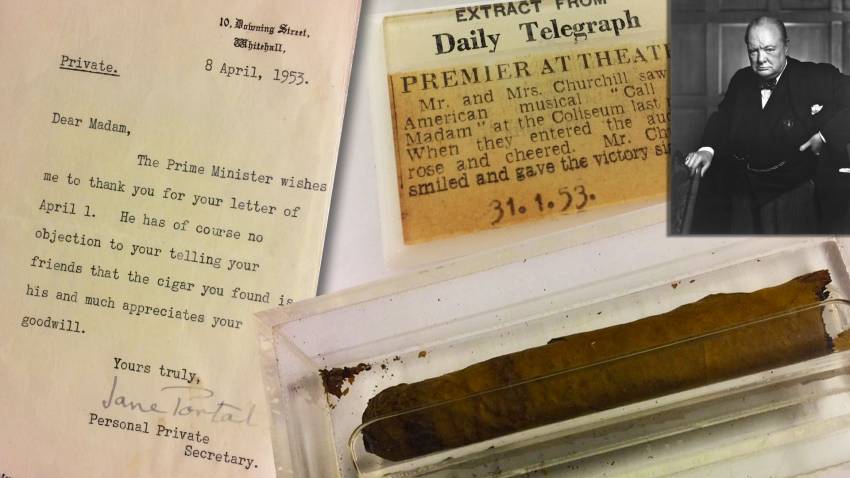 10, Downing Street,
Whitehall,
Private.
8 April, 1953.
Dear Madam,
The Prime Minister wishes
me to thank you for your letter of
April 1. He has of course no
objection to your telling your
friends that the cigar you found is
his and much appreciates your
goodwill.
Yours truly,
Jane Portal
Personal Private
Secretary.
EXTRACT FROM
Daily Telegraph
PREMIER AT THEAT
Mr. and Mrs. Churchill saw
American musical "Call
Madam" at the Coliseum last
When they entered the
rose and cheered. Mr.
smiled and gave the victory
31.1.53.